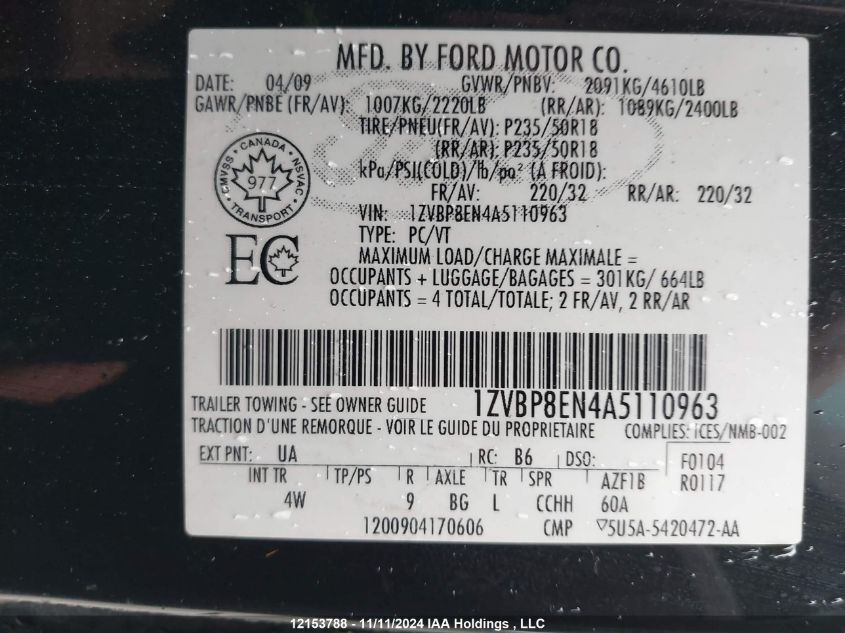 MFD. BY FORD MOTOR CO.
DATE: 04/09 GVWR/PNBV: 2091KG/4610LB
GAWR/PNBE (FR/AV): 1007KG/2220LB (RR/AR): 1089KG/2400LB
TIRE/PNEU(FR/AV): P235/50R18
(RR/AR): P235/50R18
kPa/PSI(COLD)/lb/po² (A FROID):
FR/AV: 220/32 RR/AR: 220/32
CANADA
CMVSS NSVAC
977
TRANSPORT
VIN: 1ZVBP8EN4A5110963
EC
TYPE: PC/VT
MAXIMUM LOAD/CHARGE MAXIMALE =
OCCUPANTS + LUGGAGE/BAGAGES = 301KG/ 664LB
OCCUPANTS = 4 TOTAL/TOTALE; 2 FR/AV, 2 RR/AR
1ZVBP8EN4A5110963
TRAILER TOWING - SEE OWNER GUIDE
TRACTION D'UNE REMORQUE - VOIR LE GUIDE DU PROPRIETAIRE COMPLIES: ICES/NMB-002
EXT PNT: UA RC: B6 DSO: F0104
INT TR TP/PS R AXLE TR SPR AZF1B R0117
4W 9 BG L CCHH 60A
1200904170606 CMP ▽5U5A-5420472-AA
12153788 - 11/11/2024 IAA Holdings , LLC